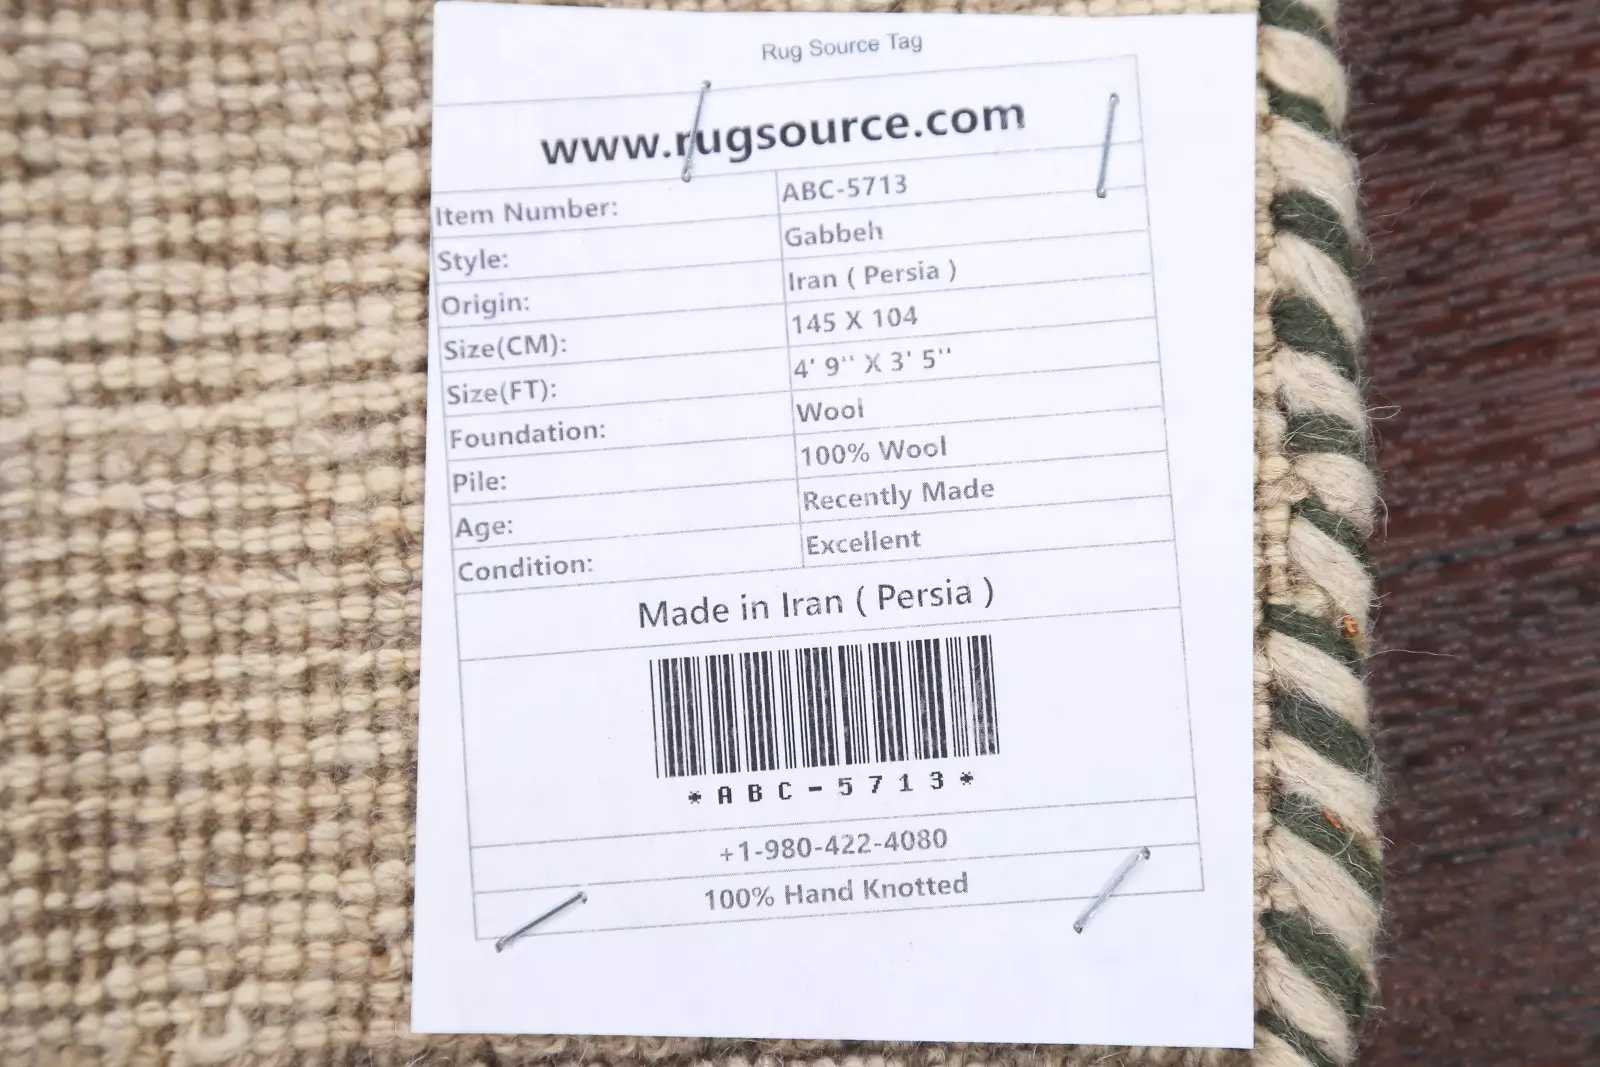 Rug Source Tag
www.rugsource.com
Item Number: ABC-5713
Style: Gabbeh
Origin: Iran ( Persia )
Size(CM): 145 X 104
Size(FT): 4' 9'' X 3' 5''
Foundation: Wool
Pile: 100% Wool
Age: Recently Made
Condition: Excellent
Made in Iran ( Persia )
*ABC-5713*
+1-980-422-4080
100% Hand Knotted